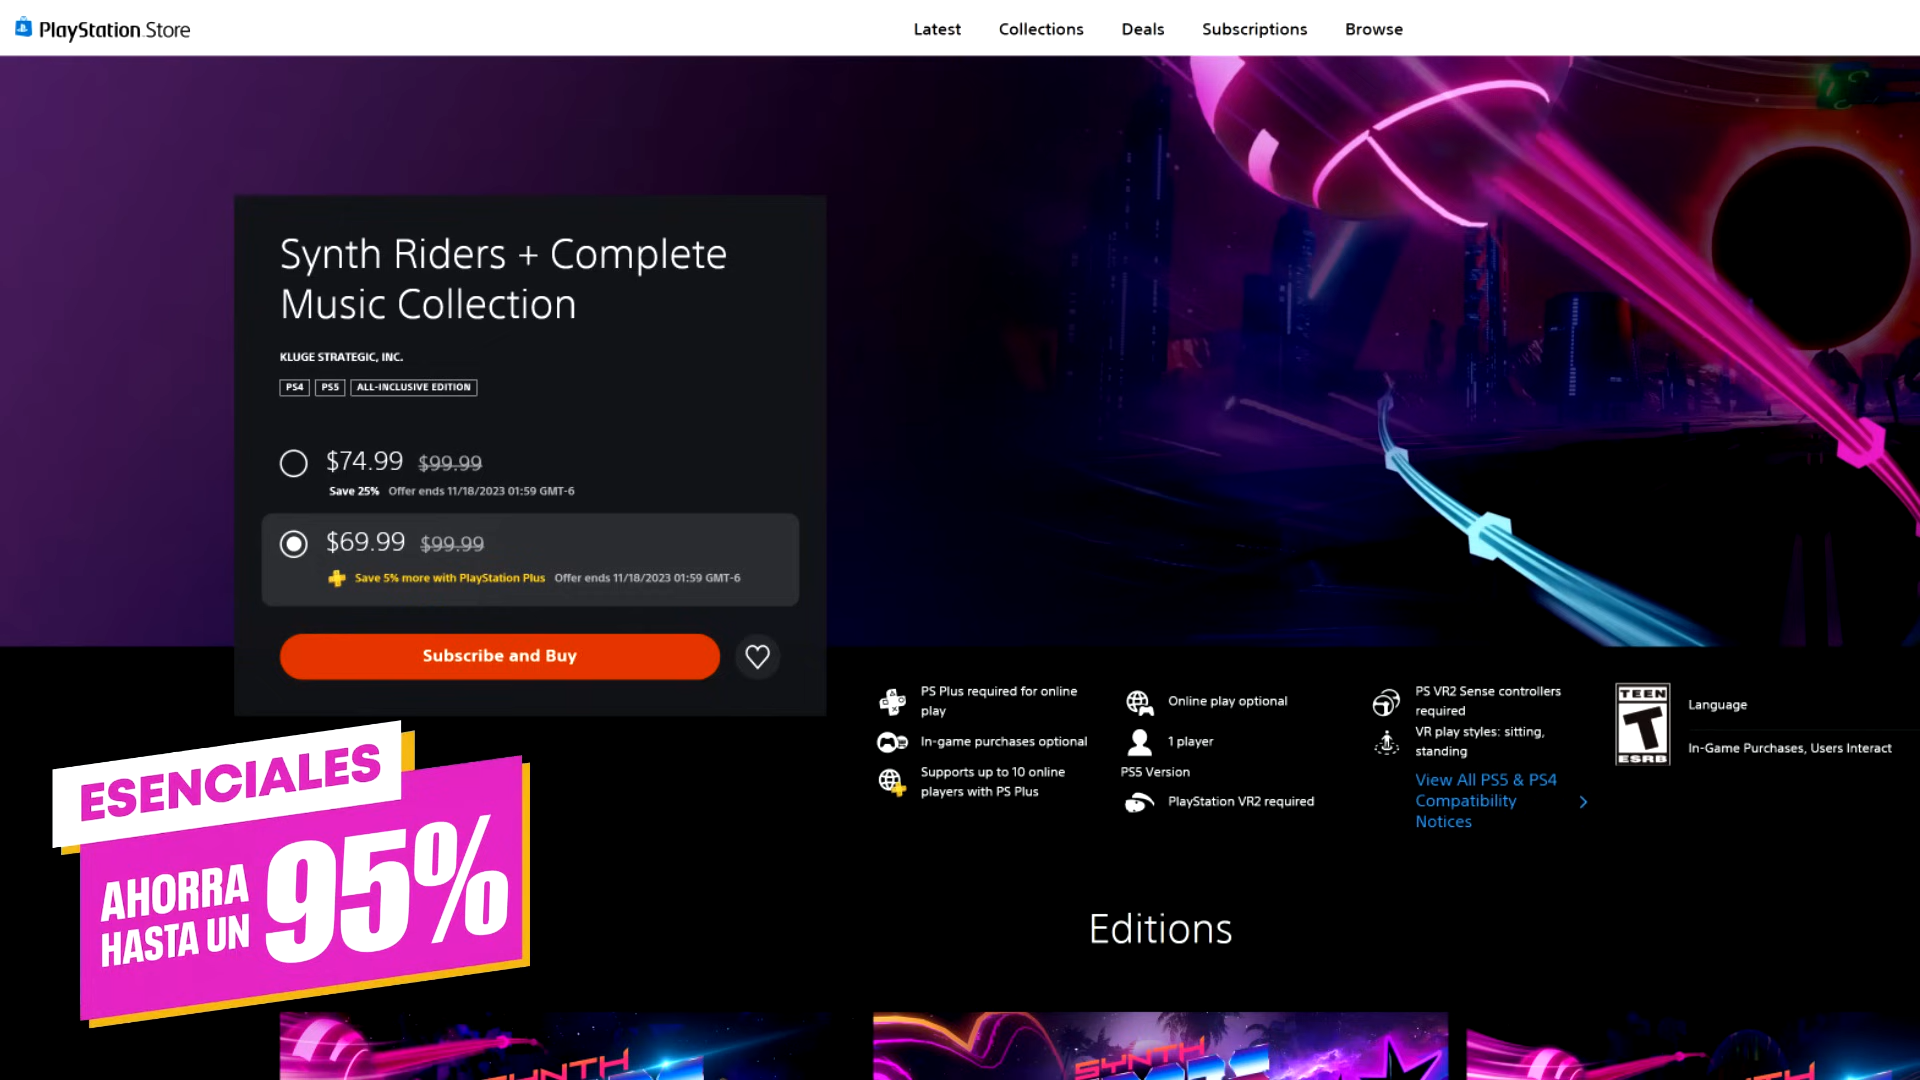 PlayStation Store
Latest
Collections
Deals
Subscriptions
Browse
Synth Riders + Complete
Music Collection
KLUGE STRATEGIC, INC.
PS4
PS5
ALL-INCLUSIVE EDITION
$74.99 $99.99
Save 25% Offer ends 11/18/2023 01:59 GMT-6
$69.99 $99.99
Save 5% more with PlayStation Plus Offer ends 11/18/2023 01:59 GMT-6
Subscribe and Buy
PS Plus required for online
play
In-game purchases optional
Supports up to 10 online
players with PS Plus
Online play optional
1 player
PS5 Version
PlayStation VR2 required
PS VR2 Sense controllers
required
VR play styles: sitting,
standing
View All PS5 & PS4
Compatibility
Notices
TEEN
T
ESRB
Language
In-Game Purchases, Users Interact
ESENCIALES
AHORRA
HASTA UN
95%
Editions
SYNTH